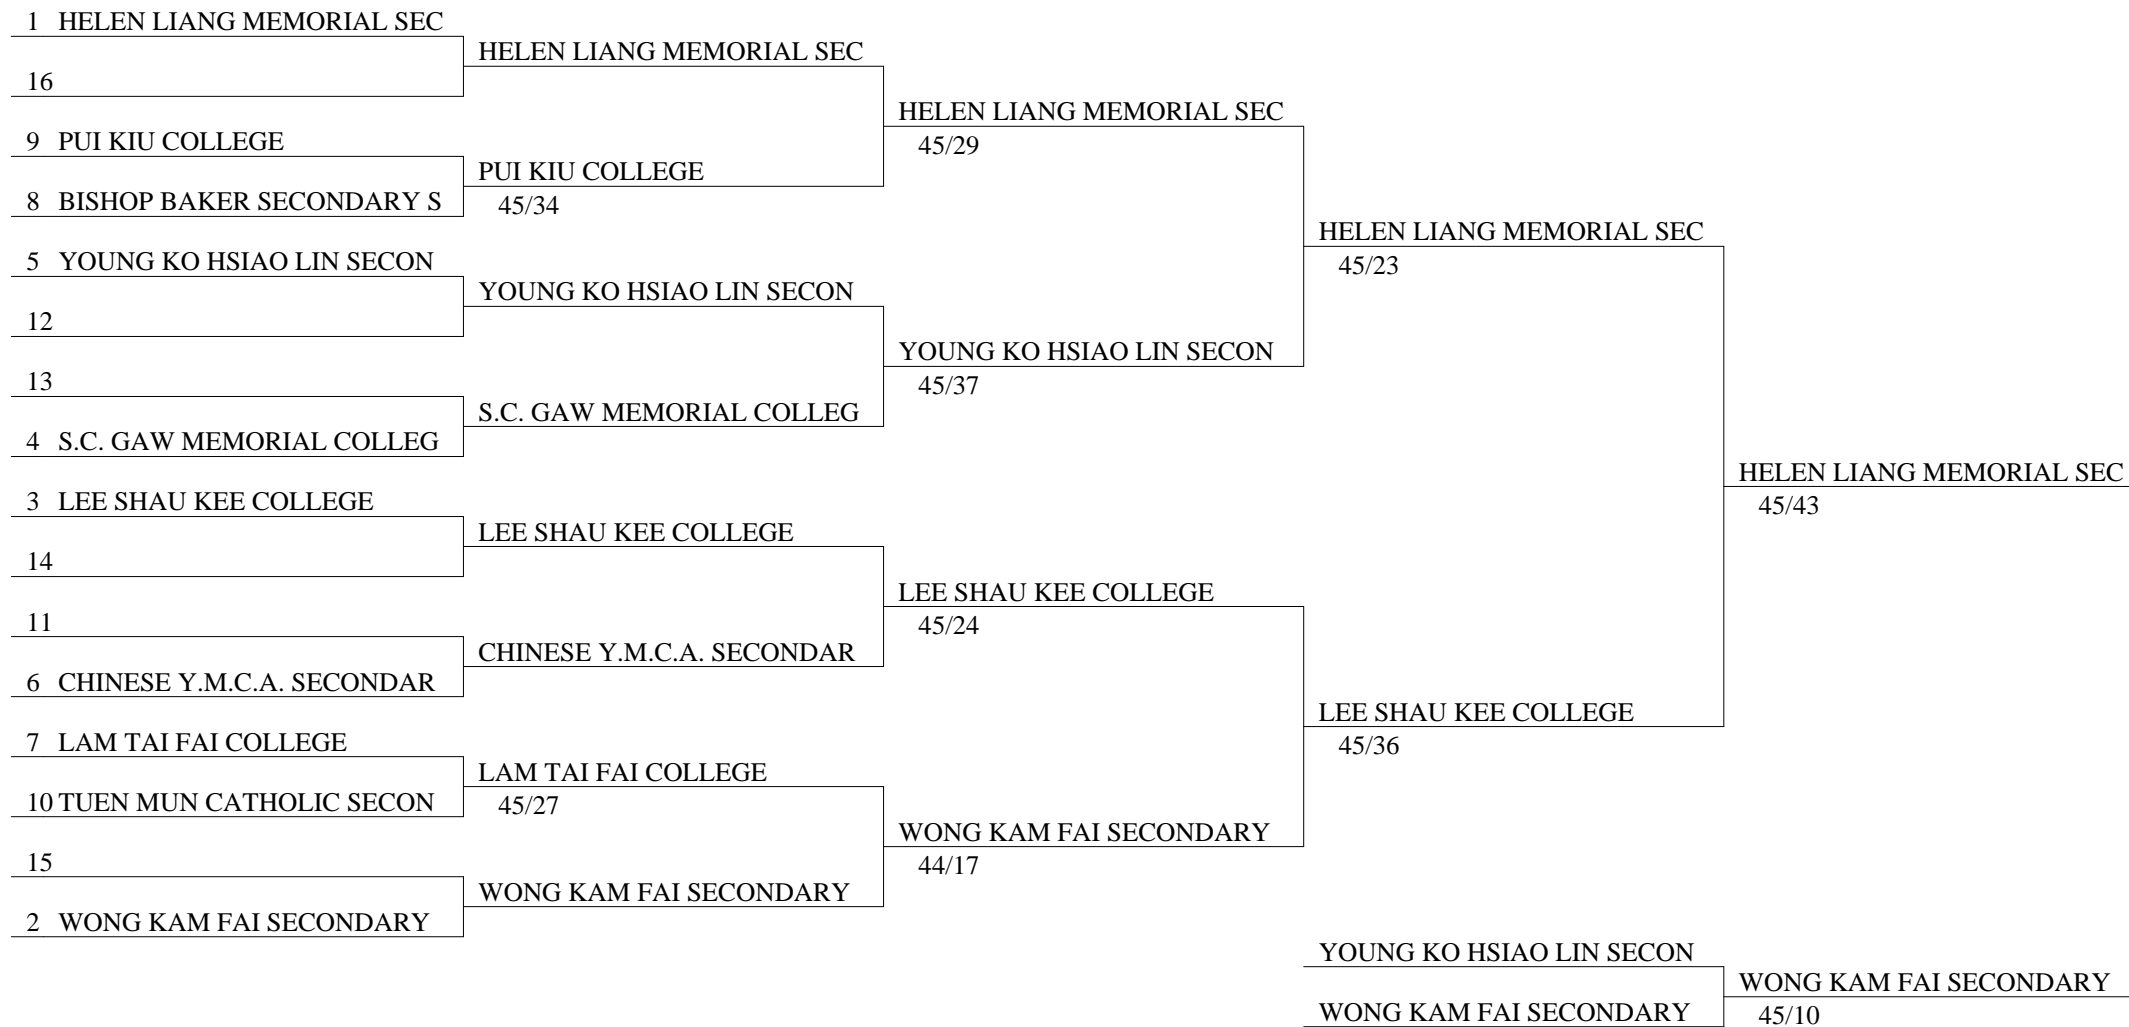 1 HELEN LIANG MEMORIAL SEC
16
9 PUI KIU COLLEGE
8 BISHOP BAKER SECONDARY S
5 YOUNG KO HSIAO LIN SECON
12
13
4 S.C. GAW MEMORIAL COLLEG
3 LEE SHAU KEE COLLEGE
14
11
6 CHINESE Y.M.C.A. SECONDAR
7 LAM TAI FAI COLLEGE
10 TUEN MUN CATHOLIC SECON
15
2 WONG KAM FAI SECONDARY
HELEN LIANG MEMORIAL SEC
PUI KIU COLLEGE
45/34
YOUNG KO HSIAO LIN SECON
S.C. GAW MEMORIAL COLLEG
LEE SHAU KEE COLLEGE
CHINESE Y.M.C.A. SECONDAR
LAM TAI FAI COLLEGE
45/27
WONG KAM FAI SECONDARY
HELEN LIANG MEMORIAL SEC
45/29
YOUNG KO HSIAO LIN SECON
45/37
LEE SHAU KEE COLLEGE
45/24
WONG KAM FAI SECONDARY
44/17
HELEN LIANG MEMORIAL SEC
45/23
LEE SHAU KEE COLLEGE
45/36
HELEN LIANG MEMORIAL SEC
45/43
YOUNG KO HSIAO LIN SECON
WONG KAM FAI SECONDARY
WONG KAM FAI SECONDARY
45/10